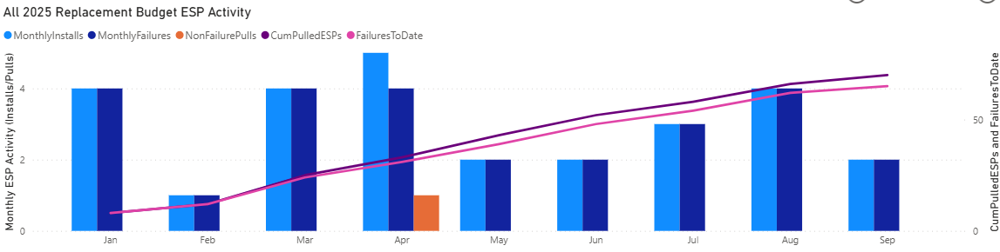 All 2025 Replacement Budget ESP Activity
MonthlyInstalls MonthlyFailures NonFailurePulls CumPulledESPs FailuresToDate
Monthly ESP Activity (Installs/Pulls)
4
2
0
50
0
CumPulledESPs and FailuresToDate
Jan Feb Mar Apr May Jun Jul Aug Sep